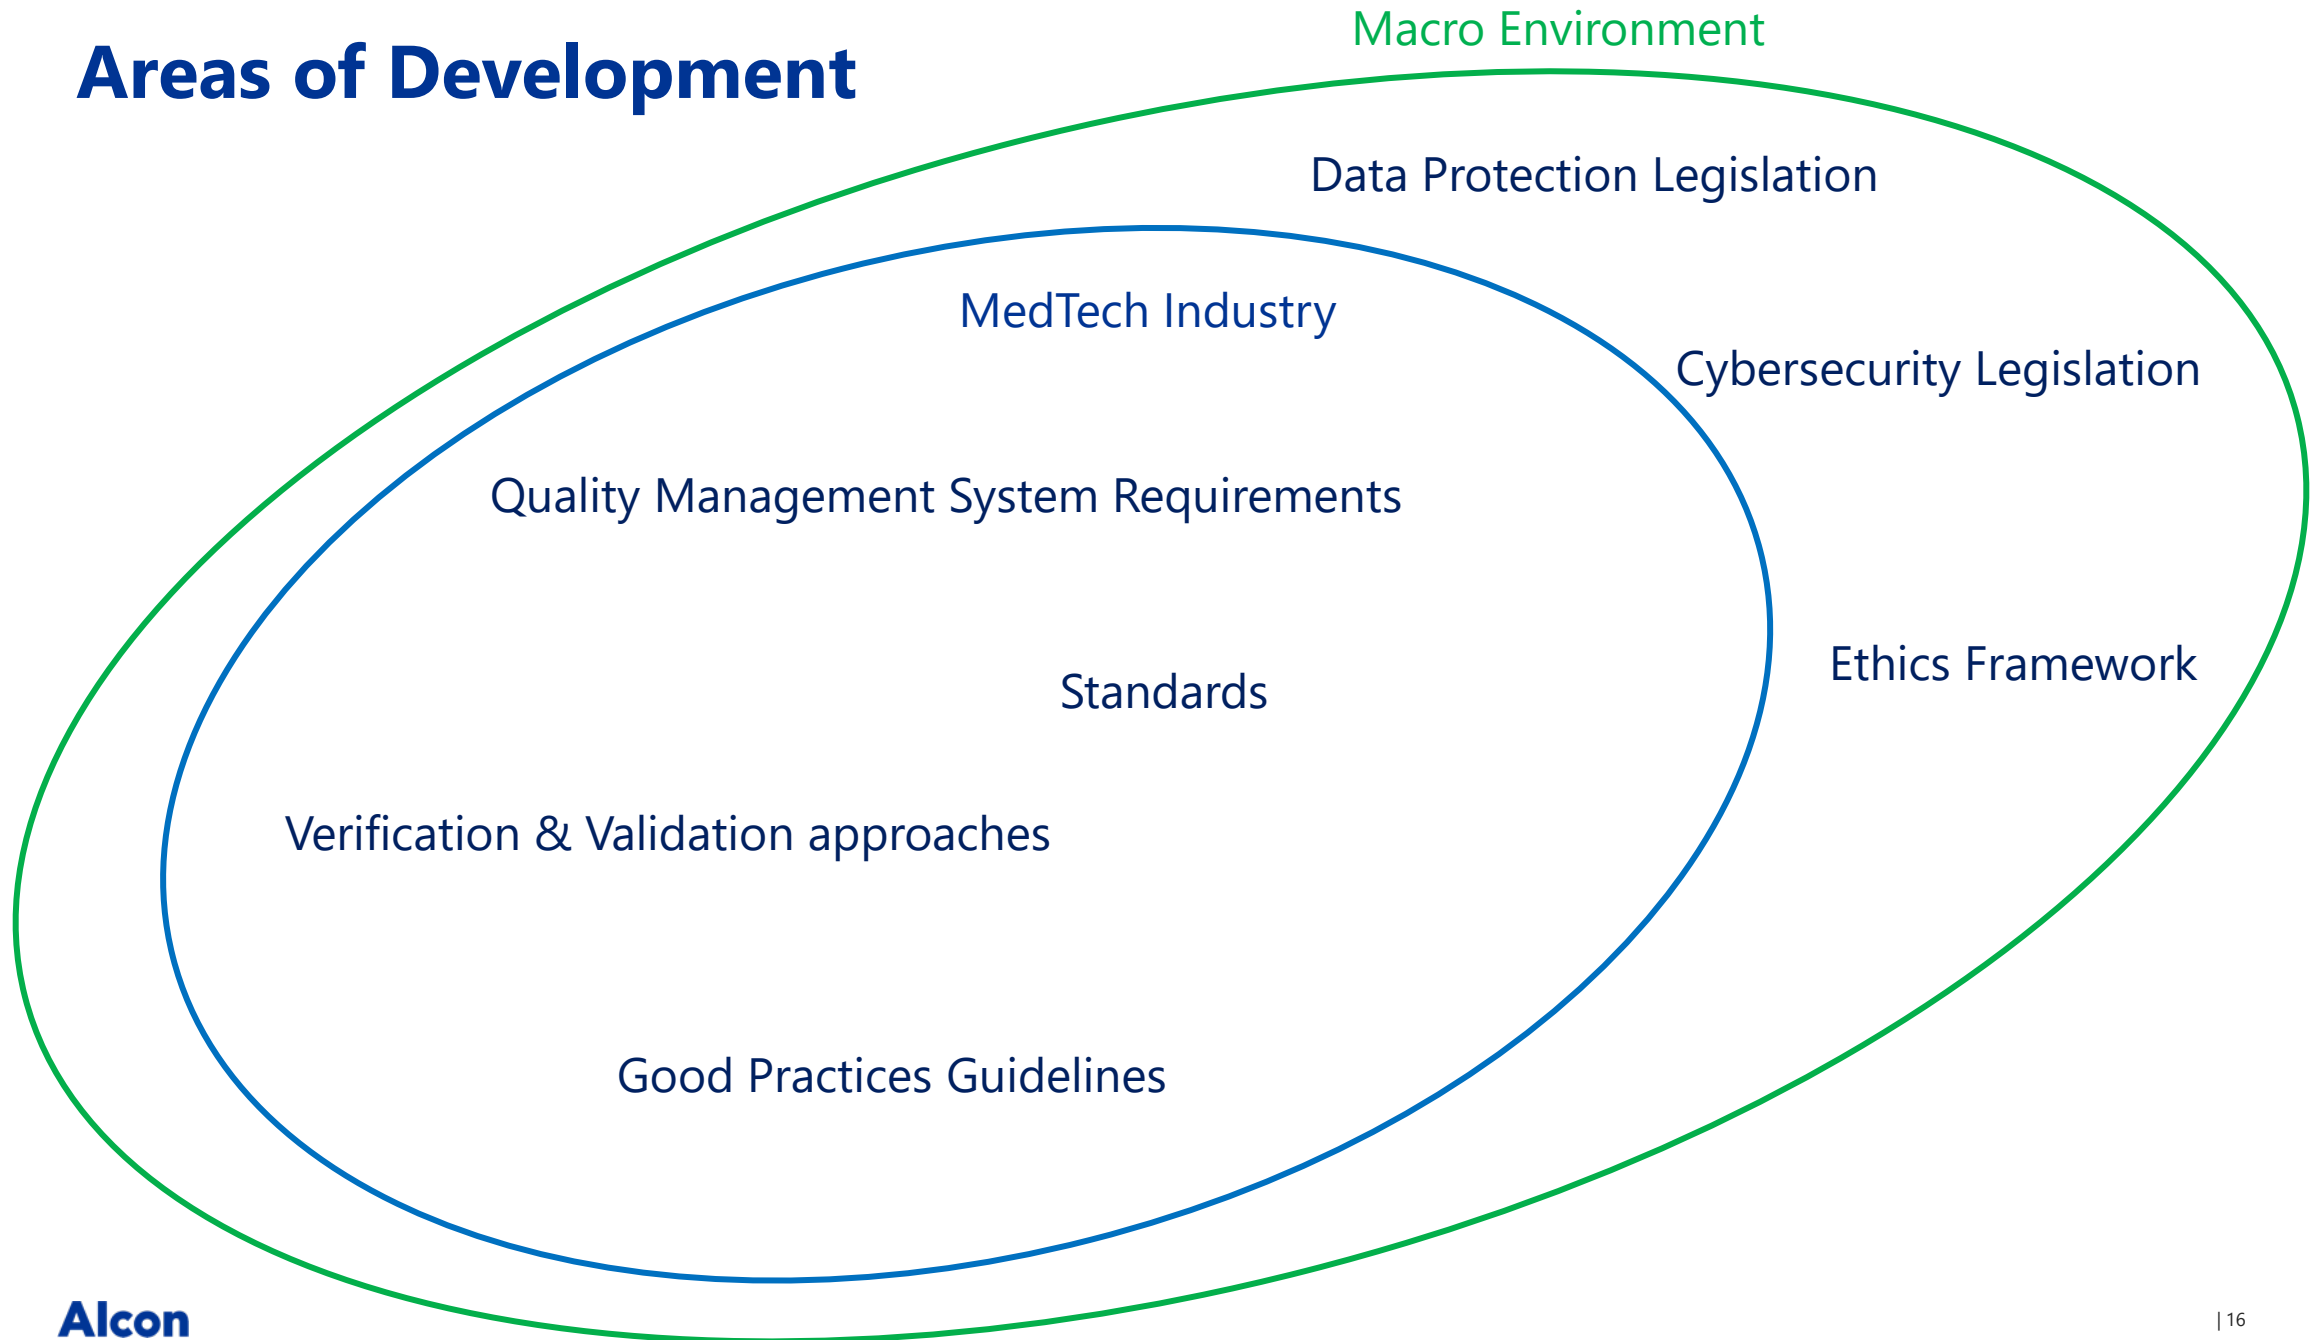 Macro Environment
Areas of Development
Data Protection Legislation
MedTech Industry
Cybersecurity Legislation
Quality Management System Requirements
Ethics Framework
Standards
Verification & Validation approaches
Good Practices Guidelines
Alcon
| 16